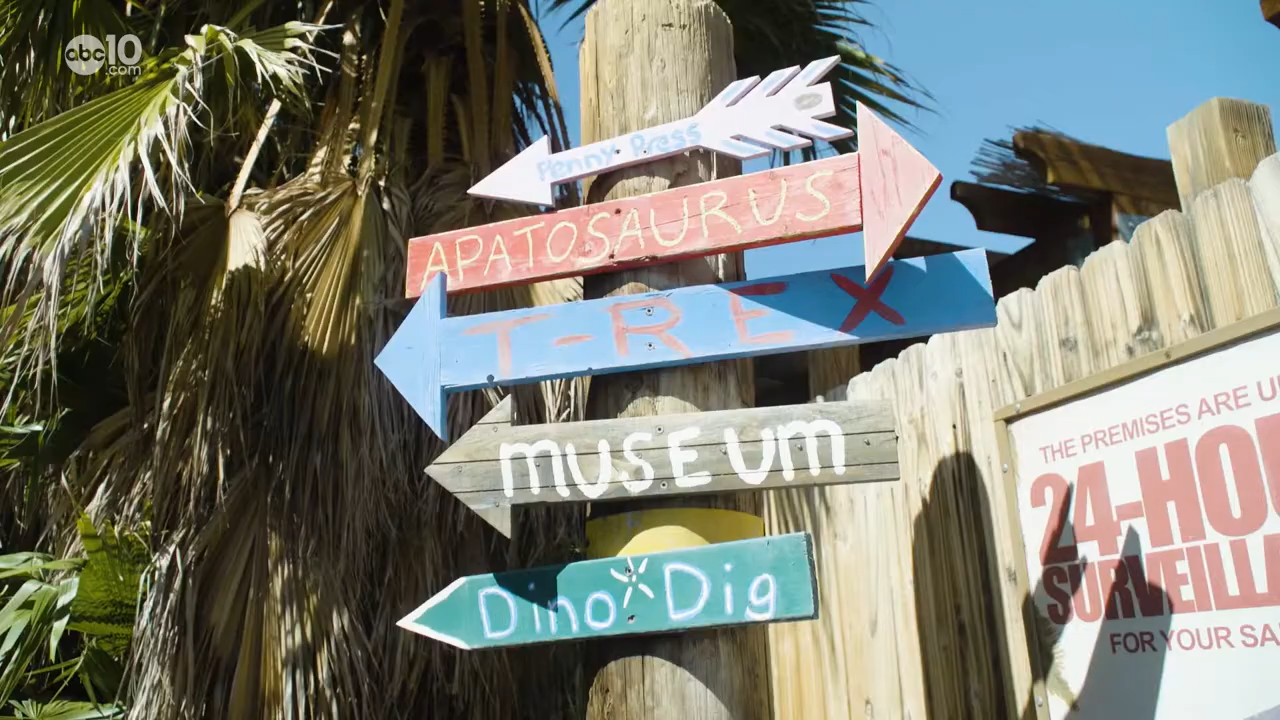 abc10
.com
Penny Press
APATOSAURUS
T-REX
MUSEUM
Dino Dig
THE PREMISES ARE U
24-HO
SURVEILLA
FOR YOUR SA